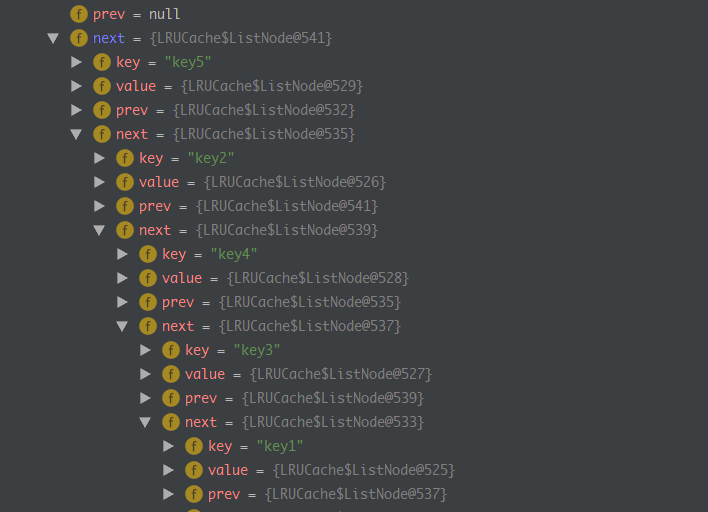 f prev = null
f next = {LRUCache$ListNode@541}
f key = "key5"
f value = {LRUCache$ListNode@529}
f prev = {LRUCache$ListNode@532}
f next = {LRUCache$ListNode@535}
f key = "key2"
f value = {LRUCache$ListNode@526}
f prev = {LRUCache$ListNode@541}
f next = {LRUCache$ListNode@539}
f key = "key4"
f value = {LRUCache$ListNode@528}
f prev = {LRUCache$ListNode@535}
f next = {LRUCache$ListNode@537}
f key = "key3"
f value = {LRUCache$ListNode@527}
f prev = {LRUCache$ListNode@539}
f next = {LRUCache$ListNode@533}
f key = "key1"
f value = {LRUCache$ListNode@525}
f prev = {LRUCache$ListNode@537}